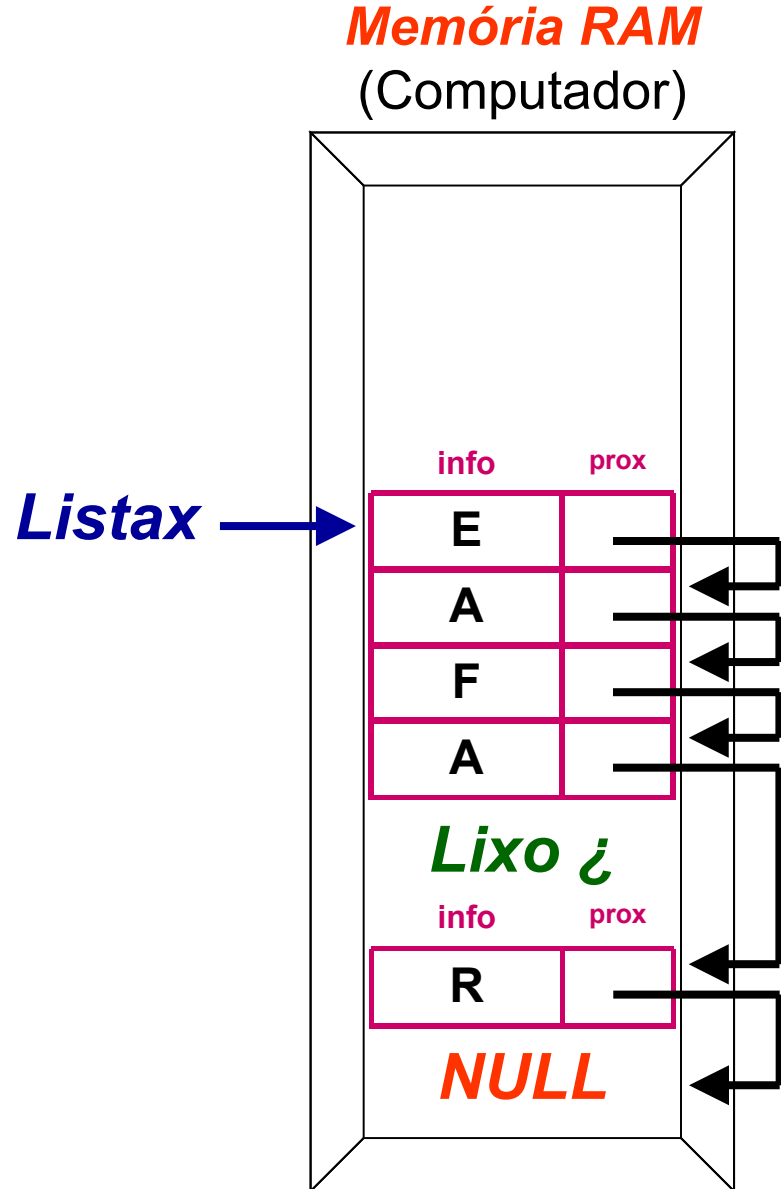 Memória RAM
(Computador)
info prox
Listax
E
A
F
A
Lixo ¿
info prox
R
NULL